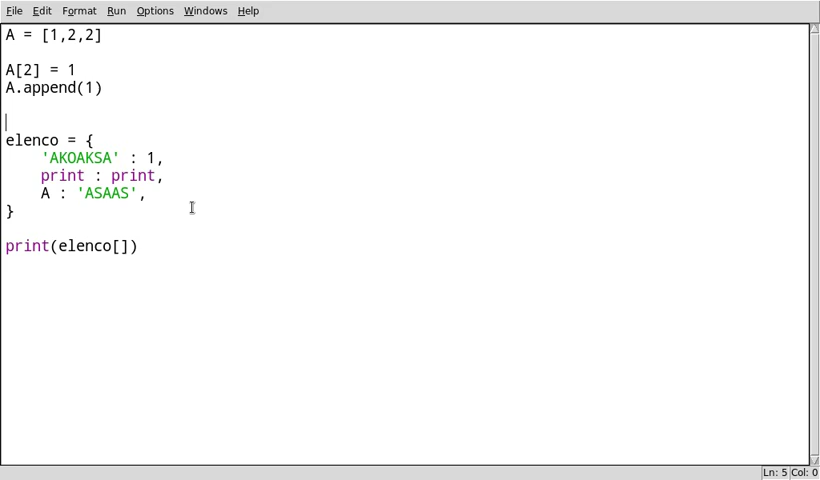 File Edit Format Run Options Windows Help
A = [1,2,2]
A[2] = 1
A.append(1)
elenco = {
    'AKOAKSA' : 1,
    print : print,
    A : 'ASAAS',
}
print(elenco[])
Ln: 5 Col: 0